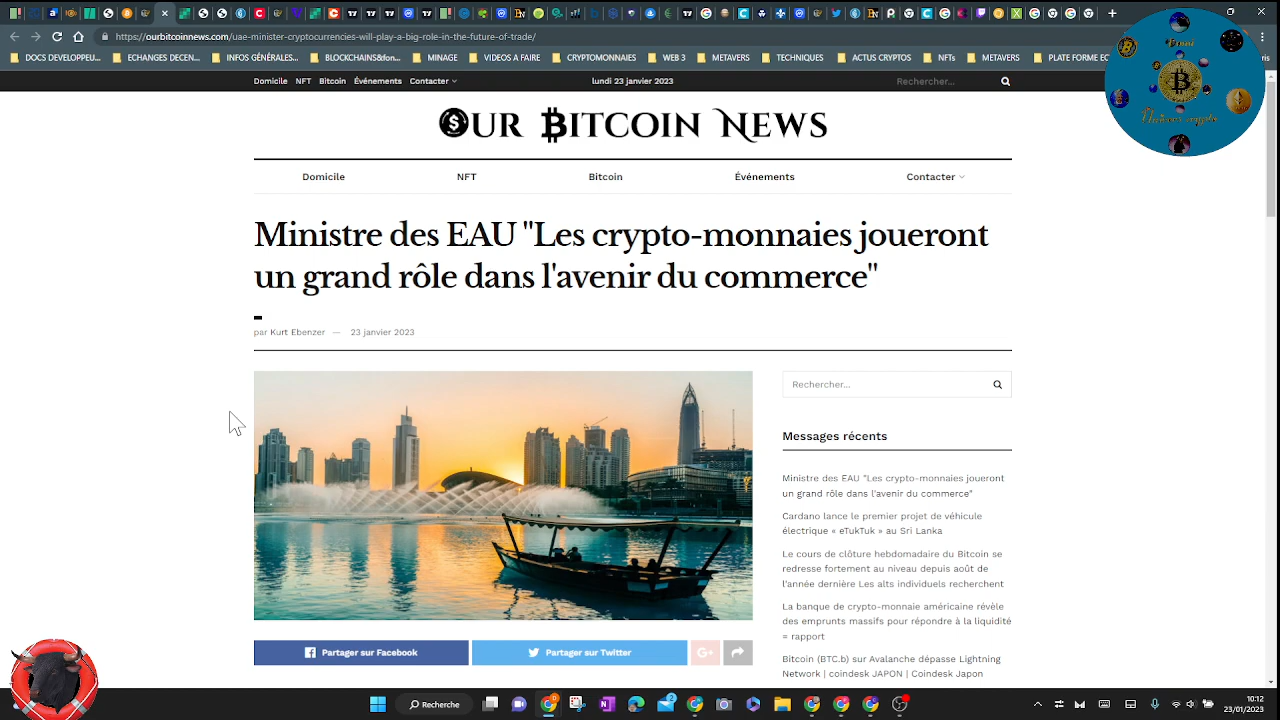 https://ourbitcoinnews.com/minister-cryptocurrencies-will-play-a-big-role-in-the-future-of-trade/
DOCS DEVELOPPEU... ECHANGES DECEN... INFOS GÉNÉRALES... BLOCKCHAINS&fon... MINAGE VIDEOS A FAIRE CRYPTOMONNAIES WEB 3 METAVERS TECHNIQUES ACTUS CRYPTOS NFTs METAVERS
Domicile NFT Bitcoin Événements Contacter lundi 23 janvier 2023 Rechercher...
OUR BITCOIN NEWS
Domicile NFT Bitcoin Événements Contacter
Ministre des EAU "Les crypto-monnaies joueront
un grand rôle dans l'avenir du commerce"
par Kurt Ebenzer — 23 janvier 2023
Rechercher...
Messages récents
Ministre des EAU "Les crypto-monnaies joueront
un grand rôle dans l'avenir du commerce"
Cardano lance le premier projet de véhicule
électrique « eTukTuk » au Sri Lanka
Le cours de clôture hebdomadaire du Bitcoin se
redresse fortement au niveau depuis août de
l'année dernière Les alts individuels recherchent
La banque de crypto-monnaie américaine révèle
des emprunts massifs pour répondre à la liquidité
= rapport
Bitcoin (BTC.b) sur Avalanche dépasse Lightning
Network | coindesk JAPON | Coindesk Japon
Partager sur Facebook
Partager sur Twitter
G+
Recherche
10:12
23/01/2023